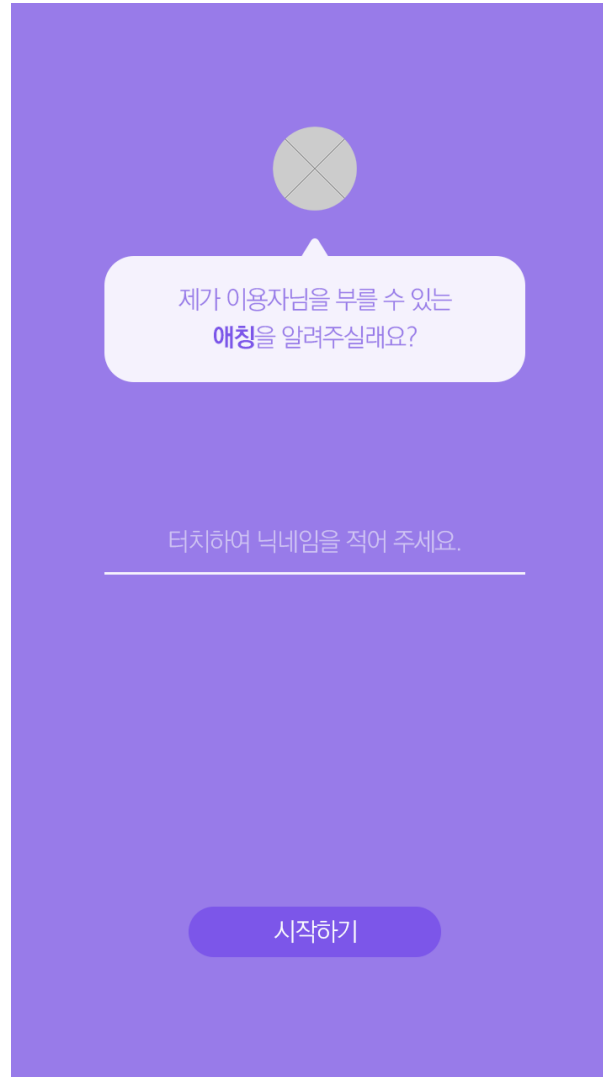 제가 이용자님을 부를 수 있는
애칭을 알려주실래요?
터치하여 닉네임을 적어 주세요.
시작하기